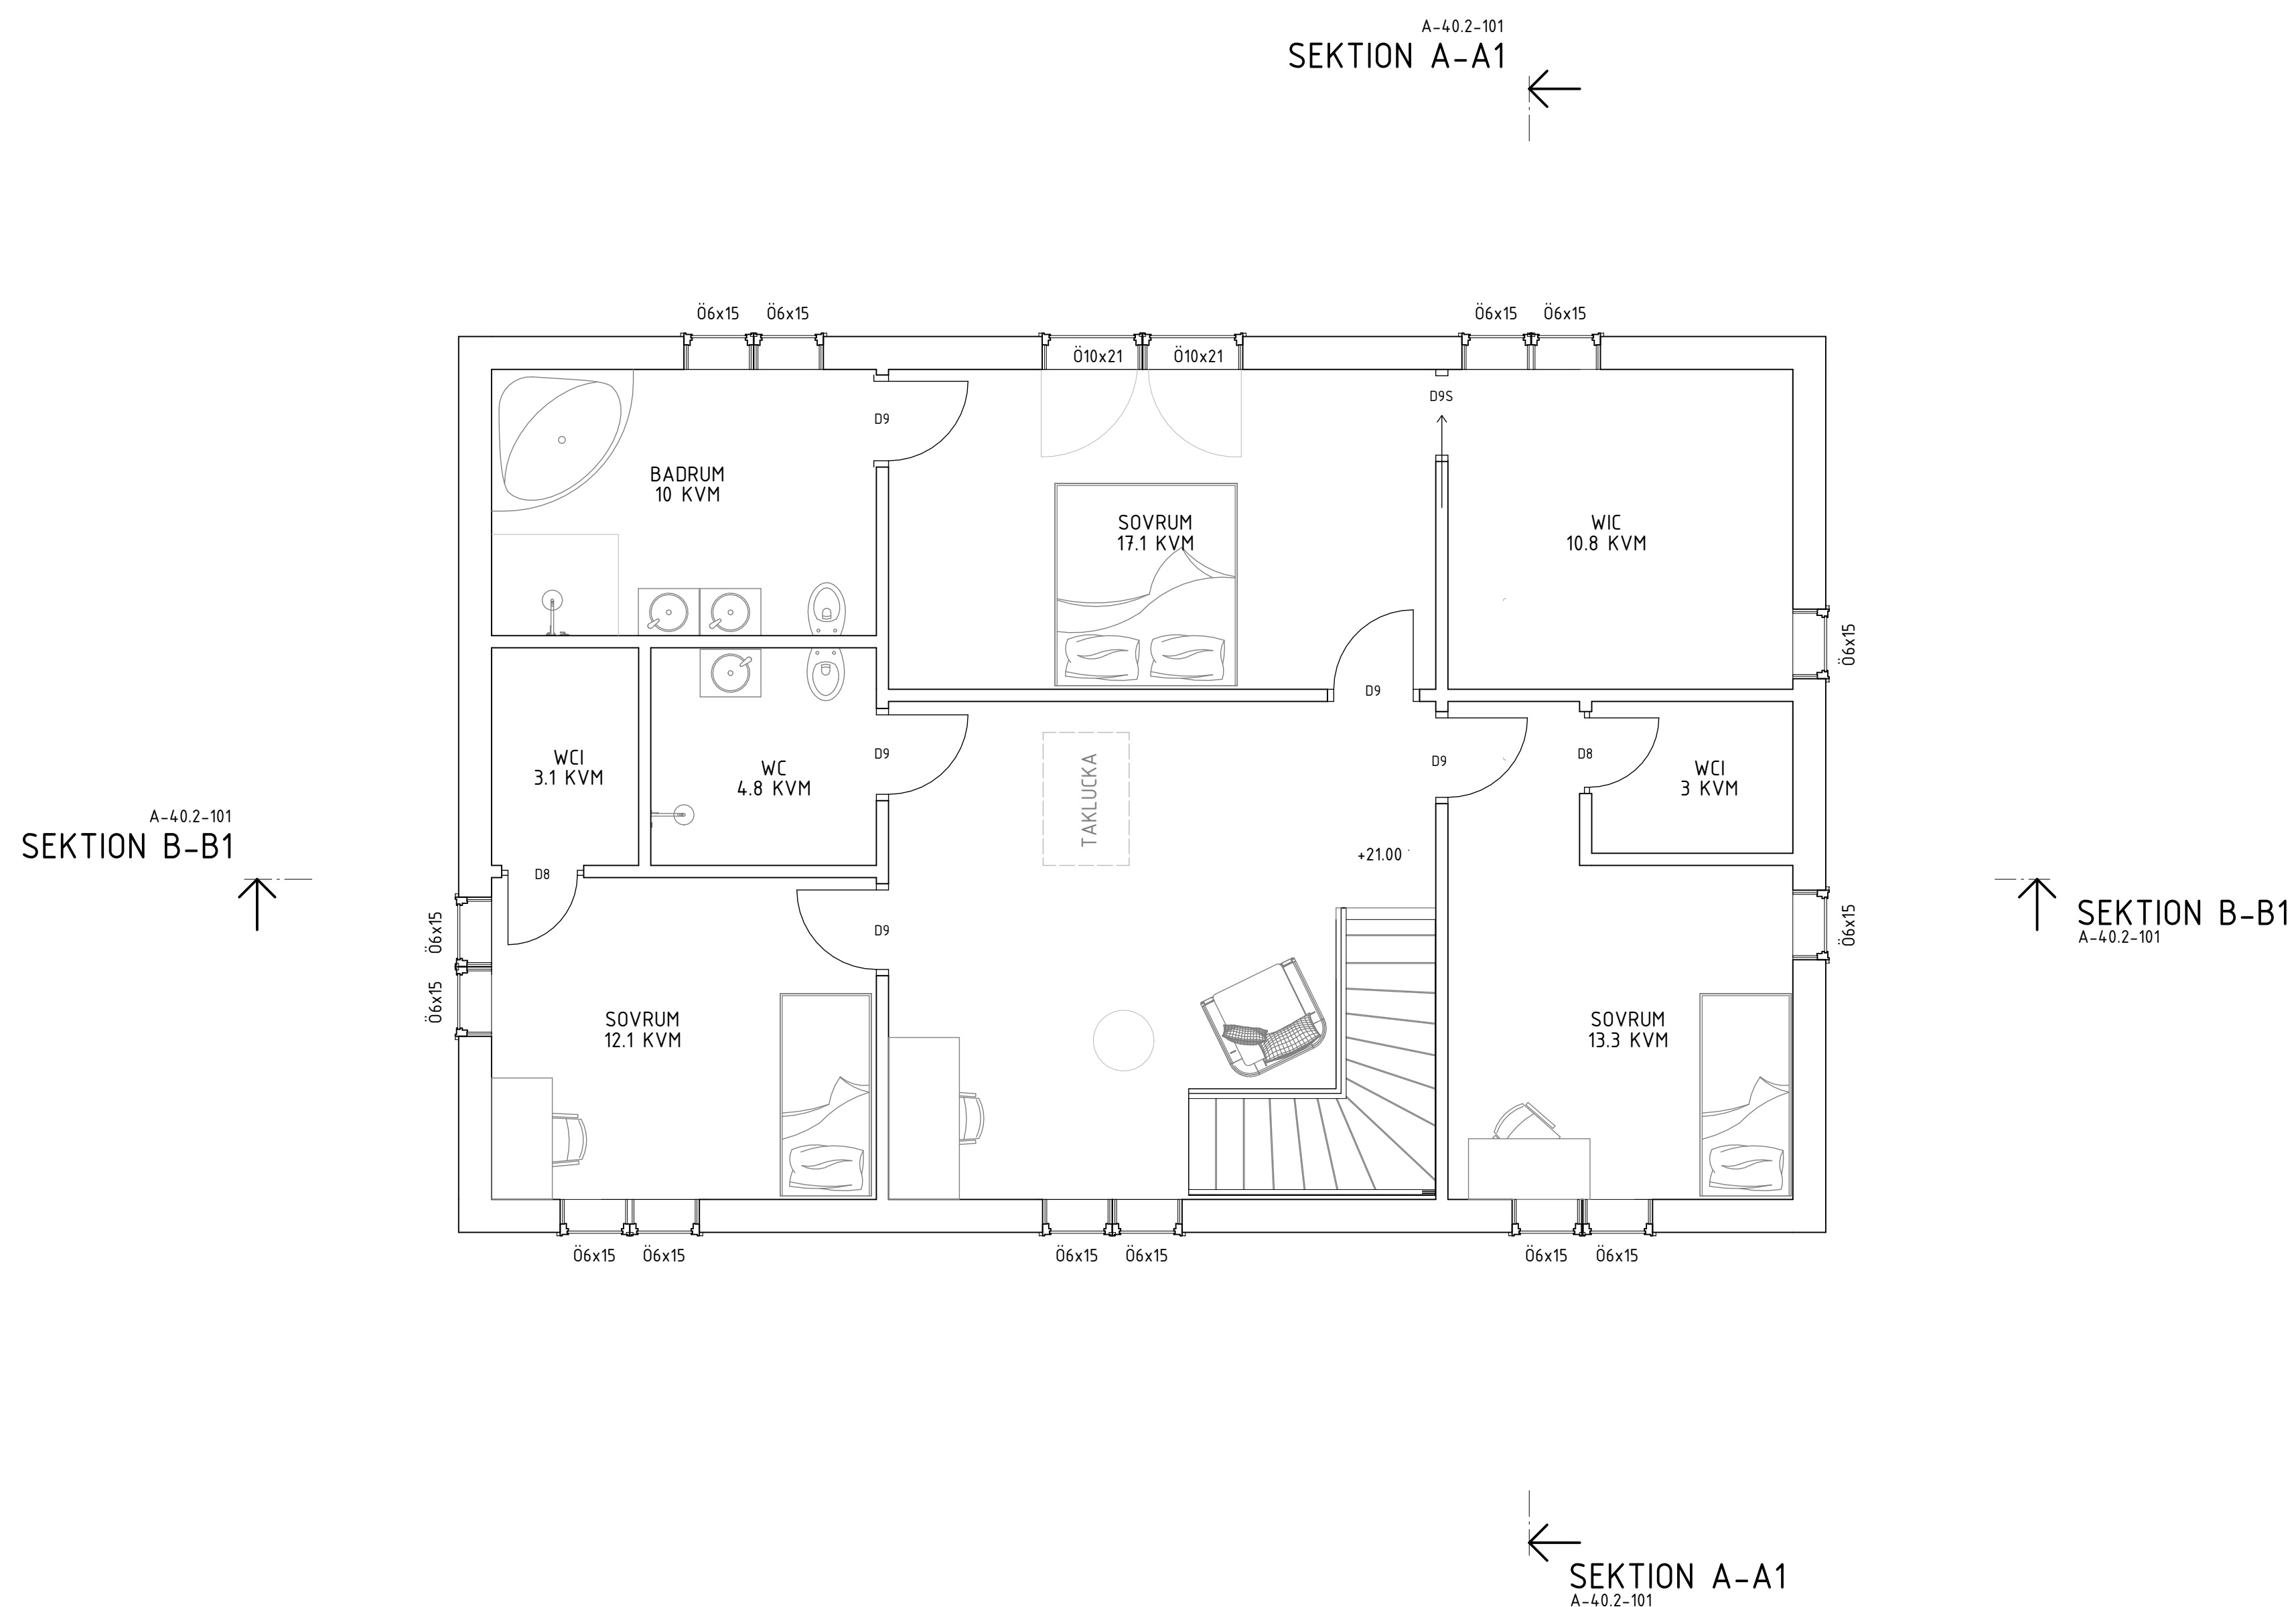 A-40.2-101
SEKTION A-A1
Ö6x15
Ö6x15
Ö6x15
Ö6x15
Ö10x21
Ö10x21
D9S
D9
BADRUM
10 KVM
SOVRUM
17.1 KVM
WIC
10.8 KVM
Ö6x15
D9
WCI
3.1 KVM
WC
4.8 KVM
D9
TAKLUCKA
D9
D8
WCI
3 KVM
A-40.2-101
SEKTION B-B1
+21.00
D8
Ö6x15
Ö6x15
D9
Ö6x15
SEKTION B-B1
A-40.2-101
SOVRUM
12.1 KVM
SOVRUM
13.3 KVM
Ö6x15
Ö6x15
Ö6x15
Ö6x15
Ö6x15
Ö6x15
SEKTION A-A1
A-40.2-101